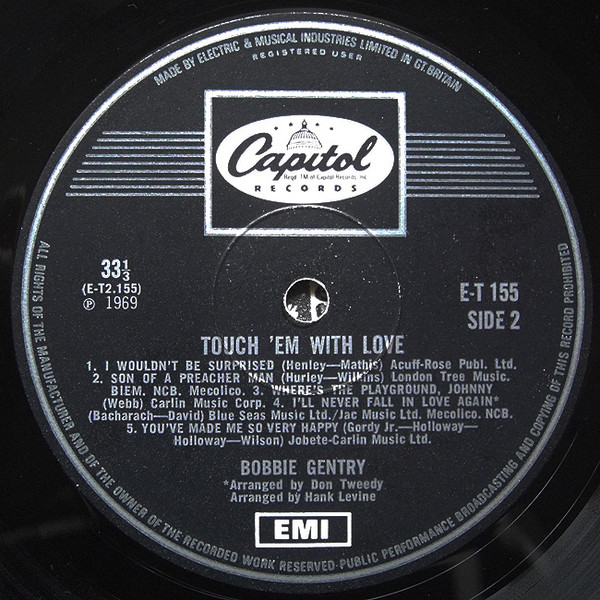 MADE BY ELECTRIC & MUSICAL INDUSTRIES LIMITED IN GT. BRITAIN
REGISTERED USER
Capitol
Regd. TM of Capitol Records, Inc.
RECORDS
33⅓
(E-T2.155)
℗ 1969
E-T 155
SIDE 2
TOUCH 'EM WITH LOVE
1. I WOULDN'T BE SURPRISED (Henley—Mathis) Acuff-Rose Publ. Ltd.
2. SON OF A PREACHER MAN (Hurley—Wilkins) London Tree Music.
BIEM. NCB. Mecolico. 3. WHERE'S THE PLAYGROUND, JOHNNY
(Webb) Carlin Music Corp. 4. I'LL NEVER FALL IN LOVE AGAIN*
(Bacharach—David) Blue Seas Music Ltd./Jac Music Ltd. Mecolico. NCB.
5. YOU'VE MADE ME SO VERY HAPPY (Gordy Jr.—Holloway—
Holloway—Wilson) Jobete-Carlin Music Ltd.
BOBBIE GENTRY
*Arranged by Don Tweedy
Arranged by Hank Levine
EMI
ALL RIGHTS OF THE MANUFACTURER AND OF THE OWNER OF THE RECORDED WORK RESERVED·PUBLIC PERFORMANCE BROADCASTING AND COPYING OF THIS RECORD PROHIBITED